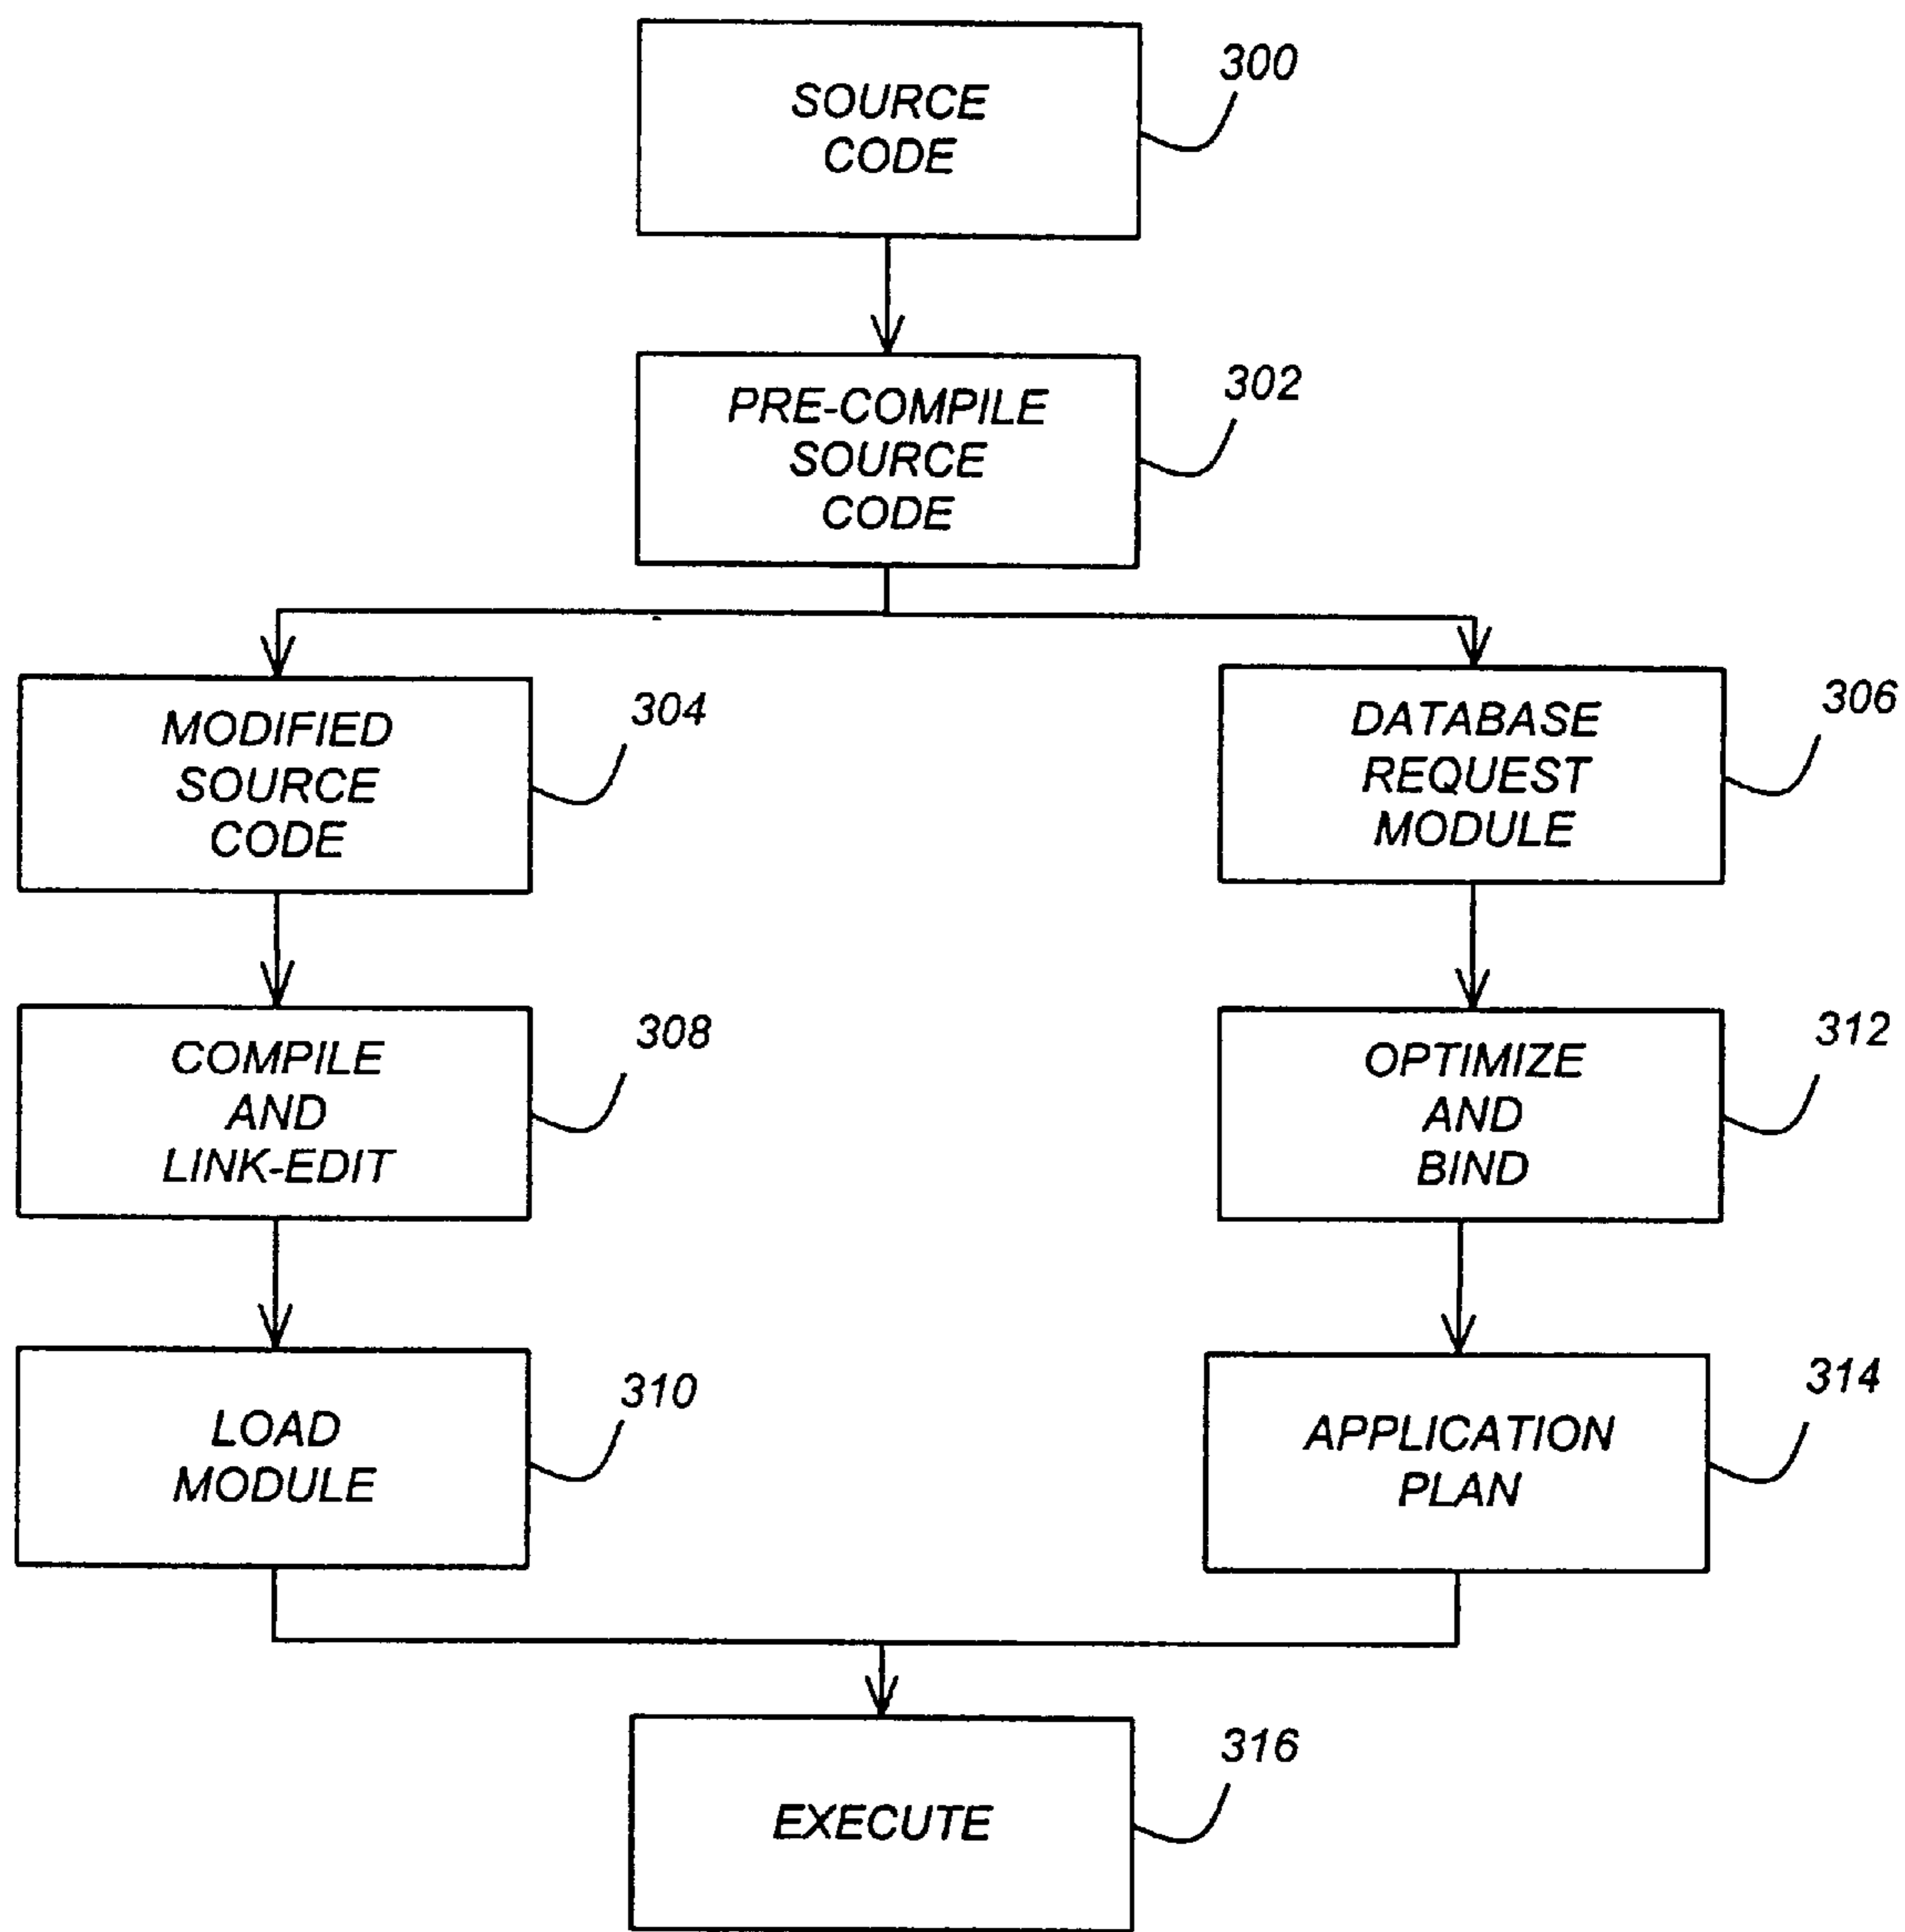 SOURCE
CODE
300
PRE-COMPILE
SOURCE
CODE
302
MODIFIED
SOURCE
CODE
304
DATABASE
REQUEST
MODULE
306
COMPILE
AND
LINK-EDIT
308
OPTIMIZE
AND
BIND
312
LOAD
MODULE
310
APPLICATION
PLAN
314
EXECUTE
316